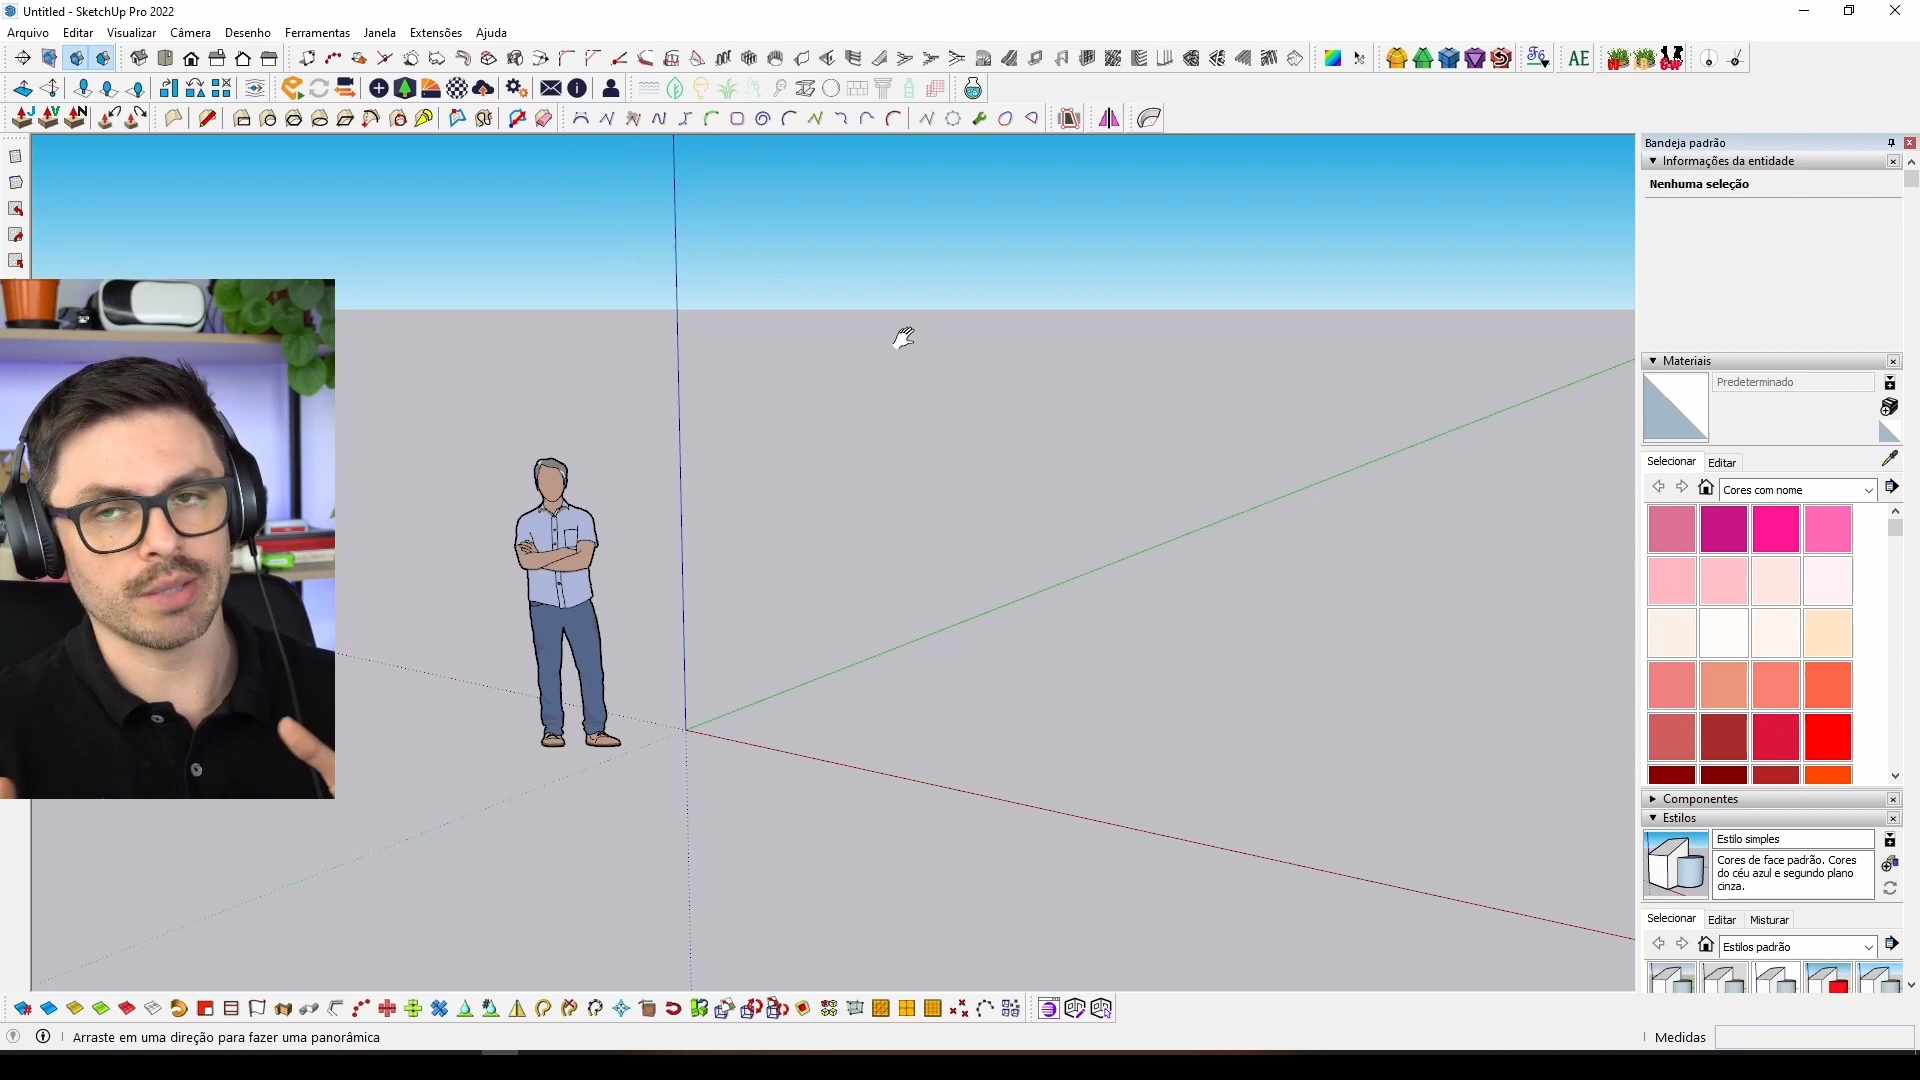 Untitled - SketchUp Pro 2022
Arquivo Editar Visualizar Câmera Desenho Ferramentas Janela Extensões Ajuda
AE
J V N
Bandeja padrão
Informações da entidade
Nenhuma seleção
Materiais
Predeterminado
Selecionar Editar
Cores com nome
Componentes
Estilos
Estilo simples
Cores de face padrão. Cores
do céu azul e segundo plano
cinza.
Selecionar Editar Misturar
Estilos padrão
Arraste em uma direção para fazer uma panorâmica
Medidas